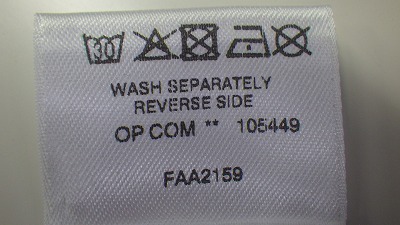 30
WASH SEPARATELY
REVERSE SIDE
OP COM ** 105449
FAA2159